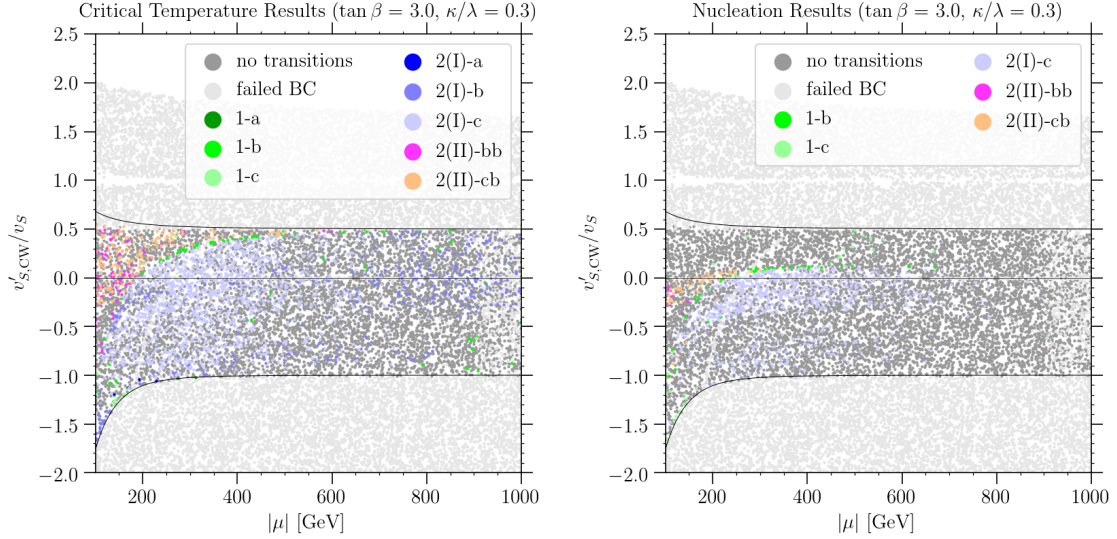 Critical Temperature Results (tan β = 3.0, κ/λ = 0.3)
2.5
2.0
1.5
1.0
0.5
0.0
−0.5
−1.0
−1.5
−2.0
v′S,CW/vS
no transitions
failed BC
1-a
1-b
1-c
2(I)-a
2(I)-b
2(I)-c
2(II)-bb
2(II)-cb
200
400
600
800
1000
|μ| [GeV]
Nucleation Results (tan β = 3.0, κ/λ = 0.3)
2.5
2.0
1.5
1.0
0.5
0.0
−0.5
−1.0
−1.5
−2.0
v′S,CW/vS
no transitions
failed BC
1-b
1-c
2(I)-c
2(II)-bb
2(II)-cb
200
400
600
800
1000
|μ| [GeV]